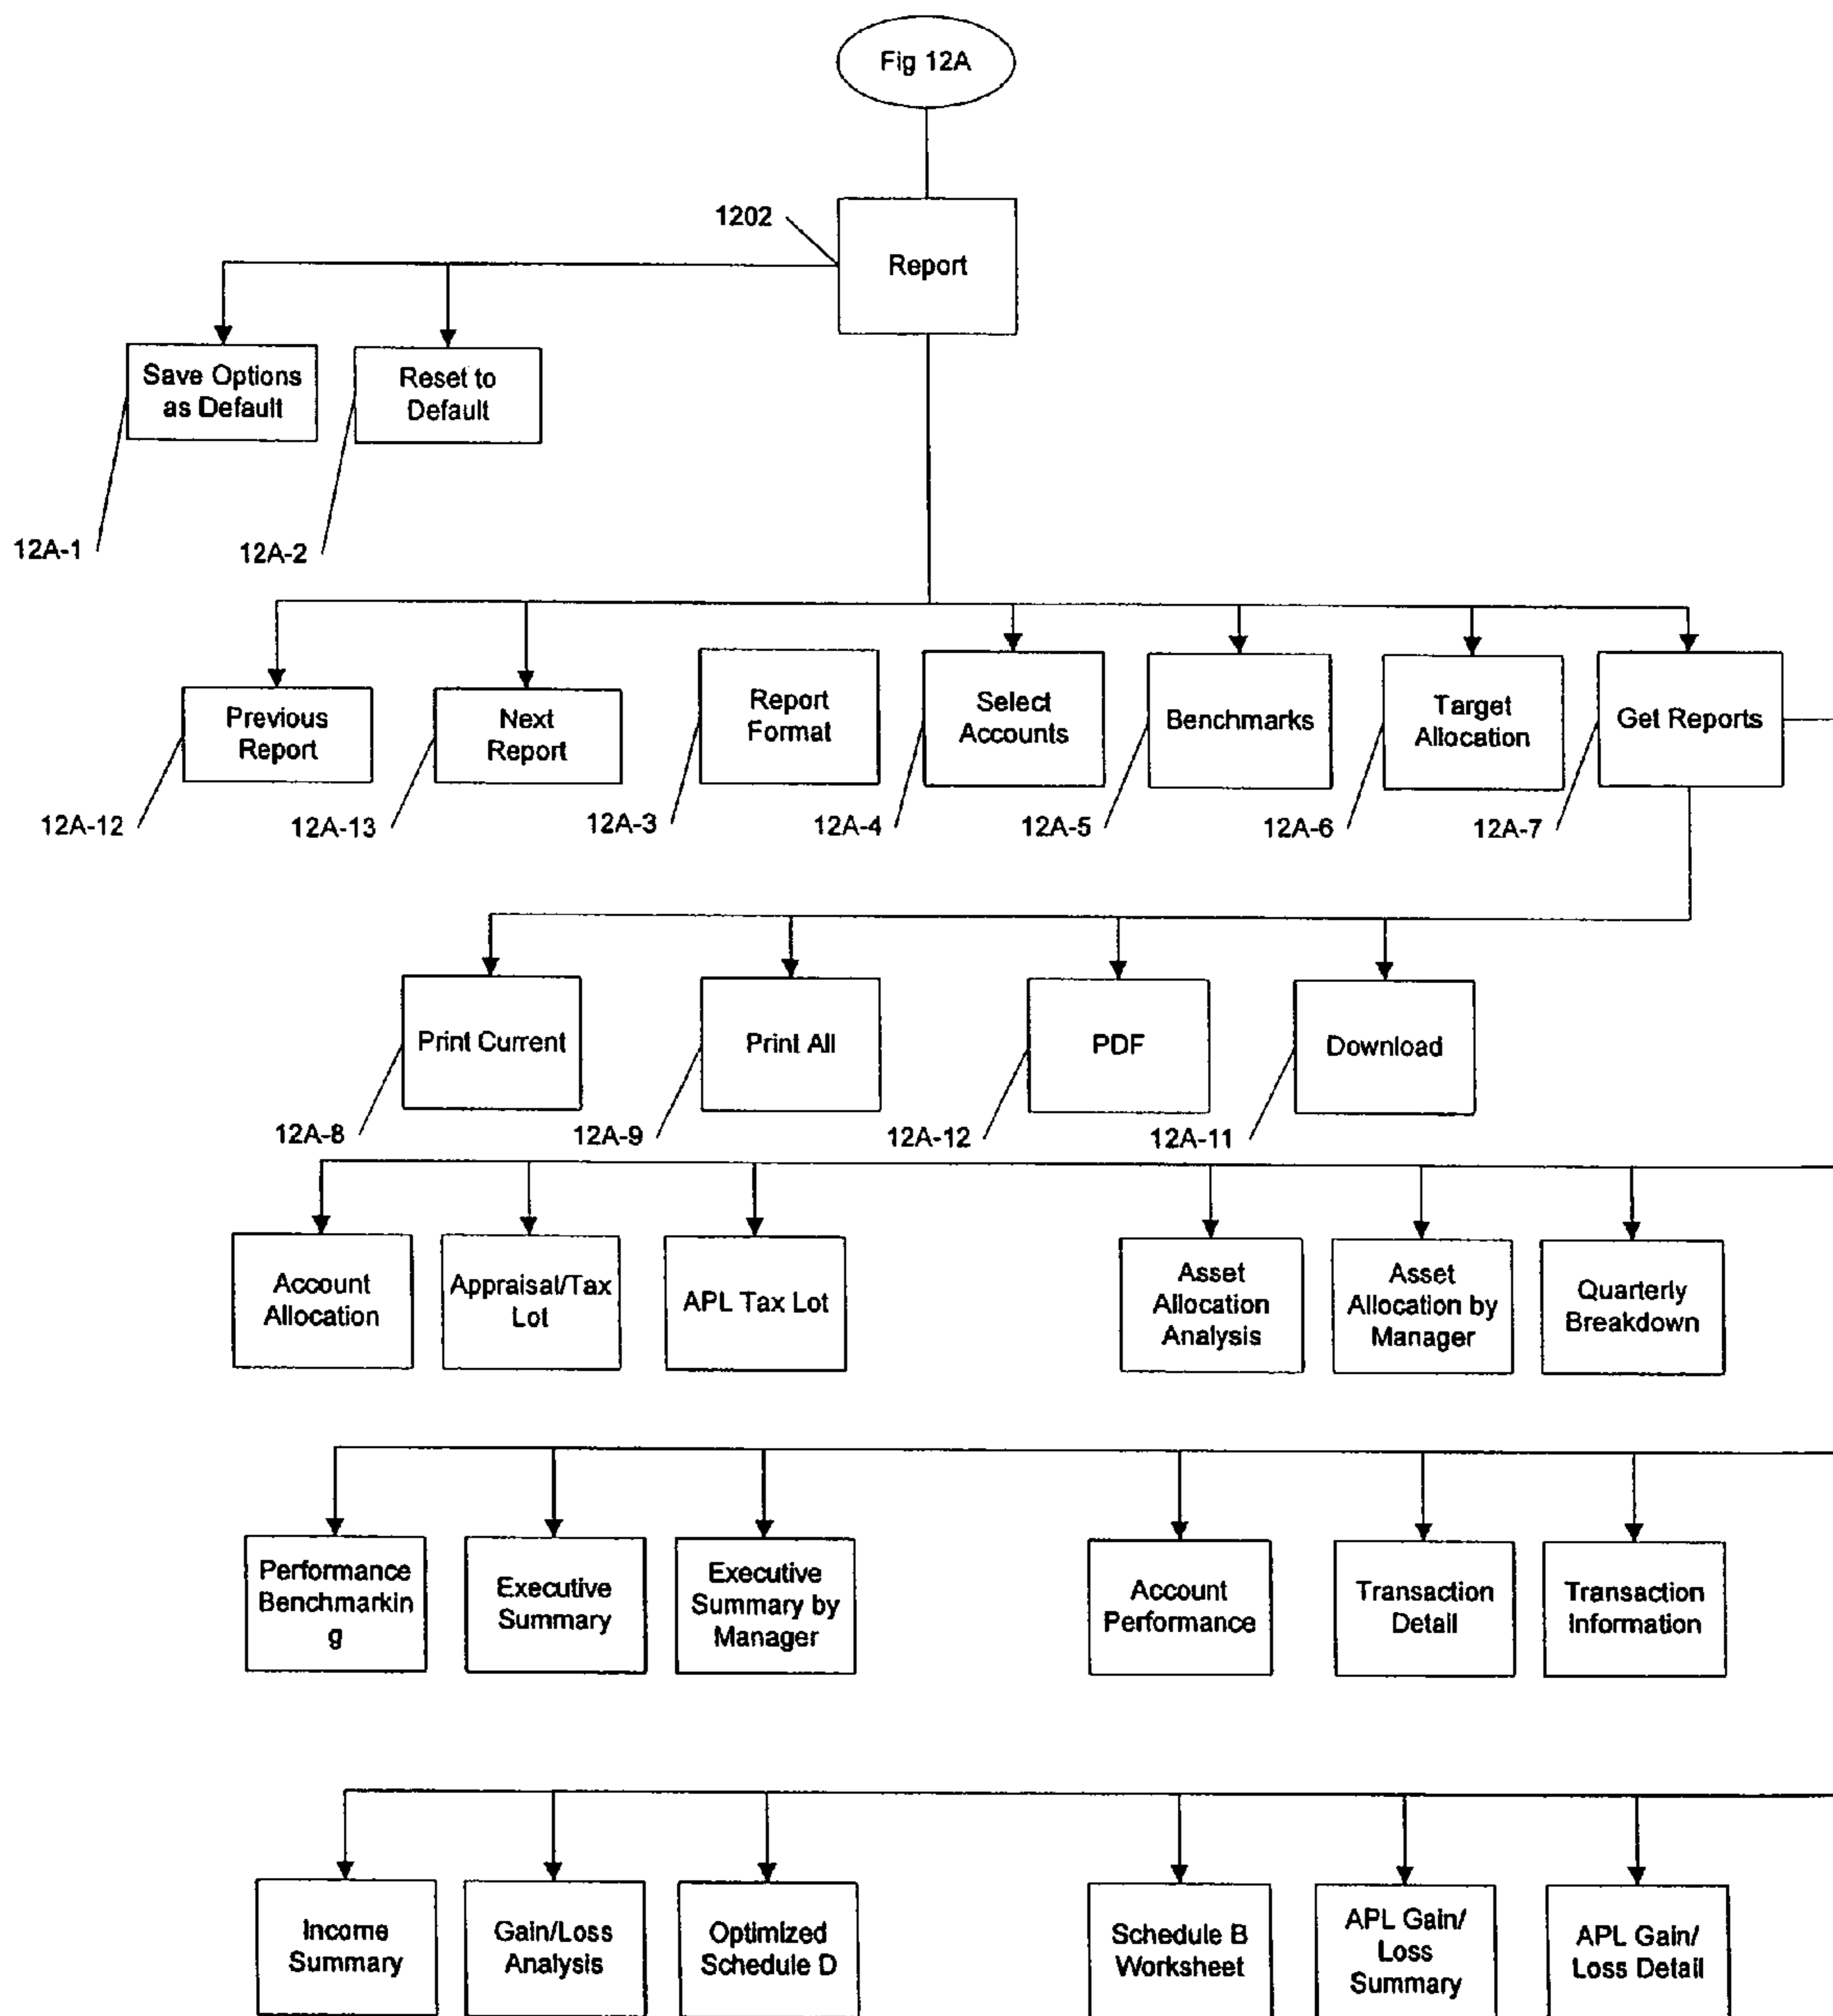 Fig 12A
1202
Report
Save Options
as Default
Reset to
Default
12A-1
12A-2
Previous
Report
Next
Report
Report
Format
Select
Accounts
Benchmarks
Target
Allocation
Get Reports
12A-12
12A-13
12A-3
12A-4
12A-5
12A-6
12A-7
Print Current
Print All
PDF
Download
12A-8
12A-9
12A-12
12A-11
Account
Allocation
Appraisal/Tax
Lot
APL Tax Lot
Asset
Allocation
Analysis
Asset
Allocation by
Manager
Quarterly
Breakdown
Performance
Benchmarkin
g
Executive
Summary
Executive
Summary by
Manager
Account
Performance
Transaction
Detail
Transaction
Information
Income
Summary
Gain/Loss
Analysis
Optimized
Schedule D
Schedule B
Worksheet
APL Gain/
Loss
Summary
APL Gain/
Loss Detail